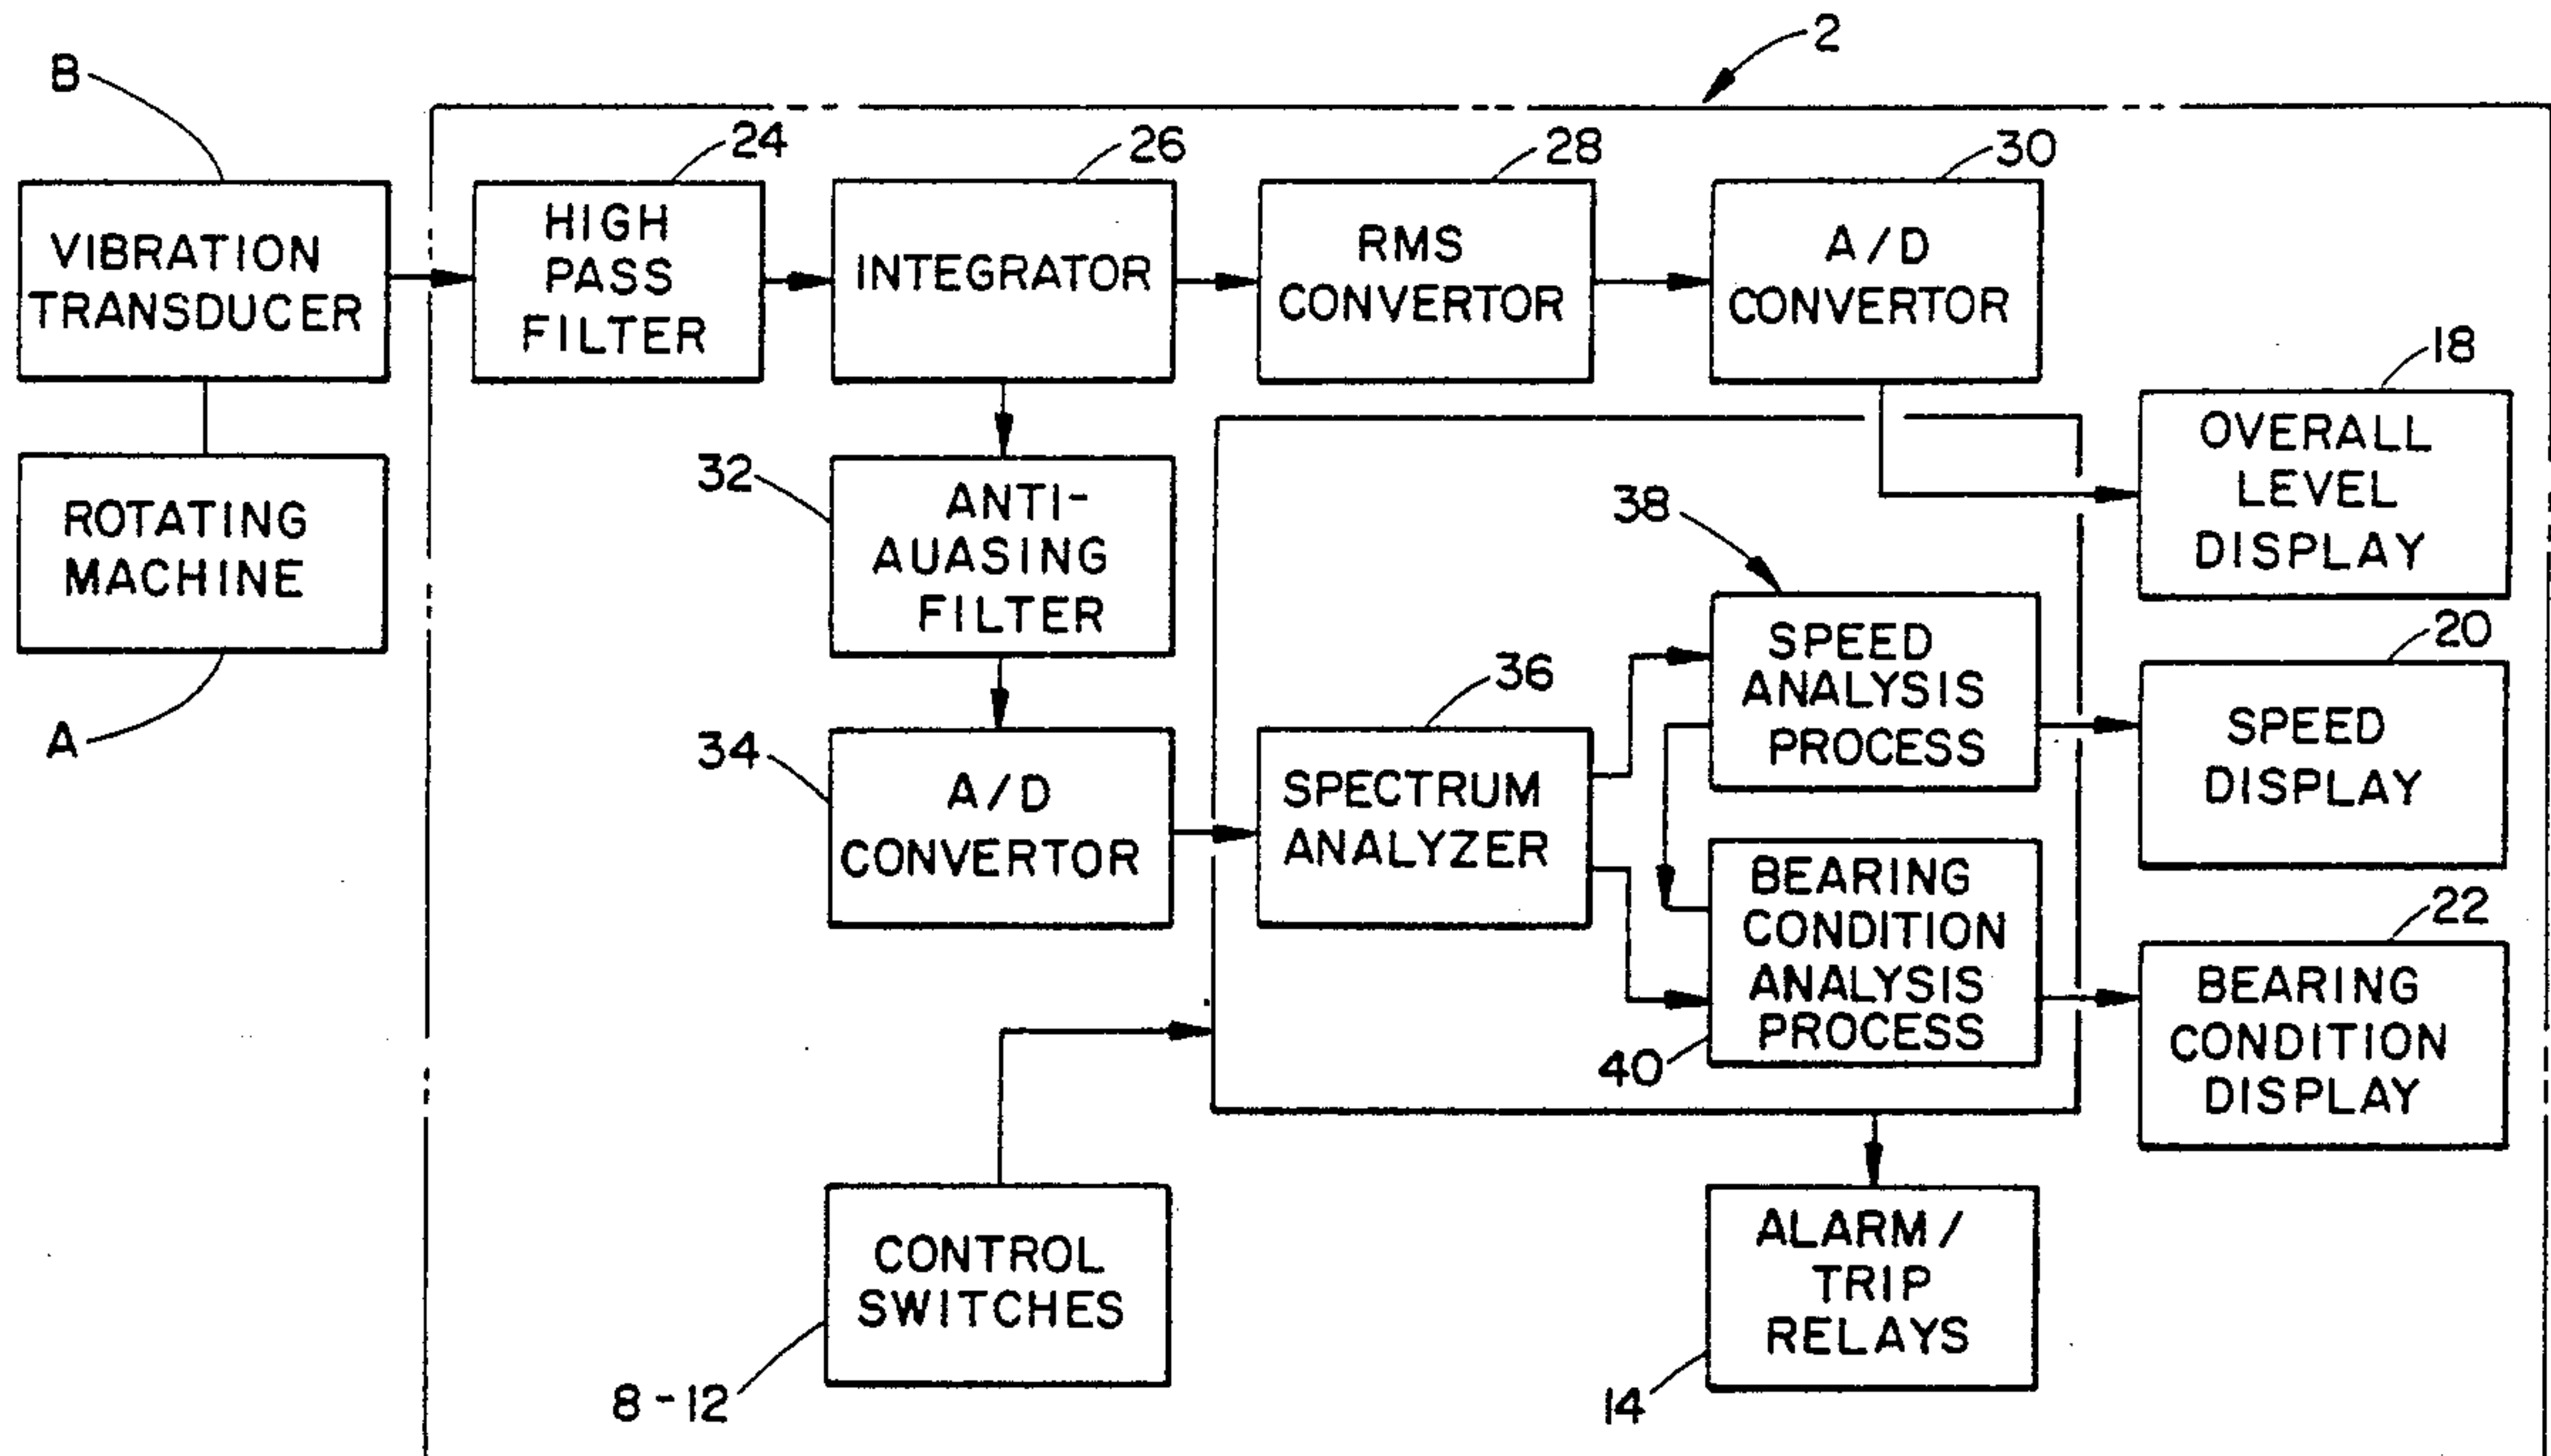 2
B
24
26
28
30
VIBRATION
TRANSDUCER
HIGH
PASS
FILTER
INTEGRATOR
RMS
CONVERTOR
A/D
CONVERTOR
18
OVERALL
LEVEL
DISPLAY
ROTATING
MACHINE
A
32
ANTI-
AUASING
FILTER
38
SPEED
ANALYSIS
PROCESS
20
SPEED
DISPLAY
34
A/D
CONVERTOR
36
SPECTRUM
ANALYZER
BEARING
CONDITION
ANALYSIS
PROCESS
40
22
BEARING
CONDITION
DISPLAY
CONTROL
SWITCHES
8-12
ALARM/
TRIP
RELAYS
14